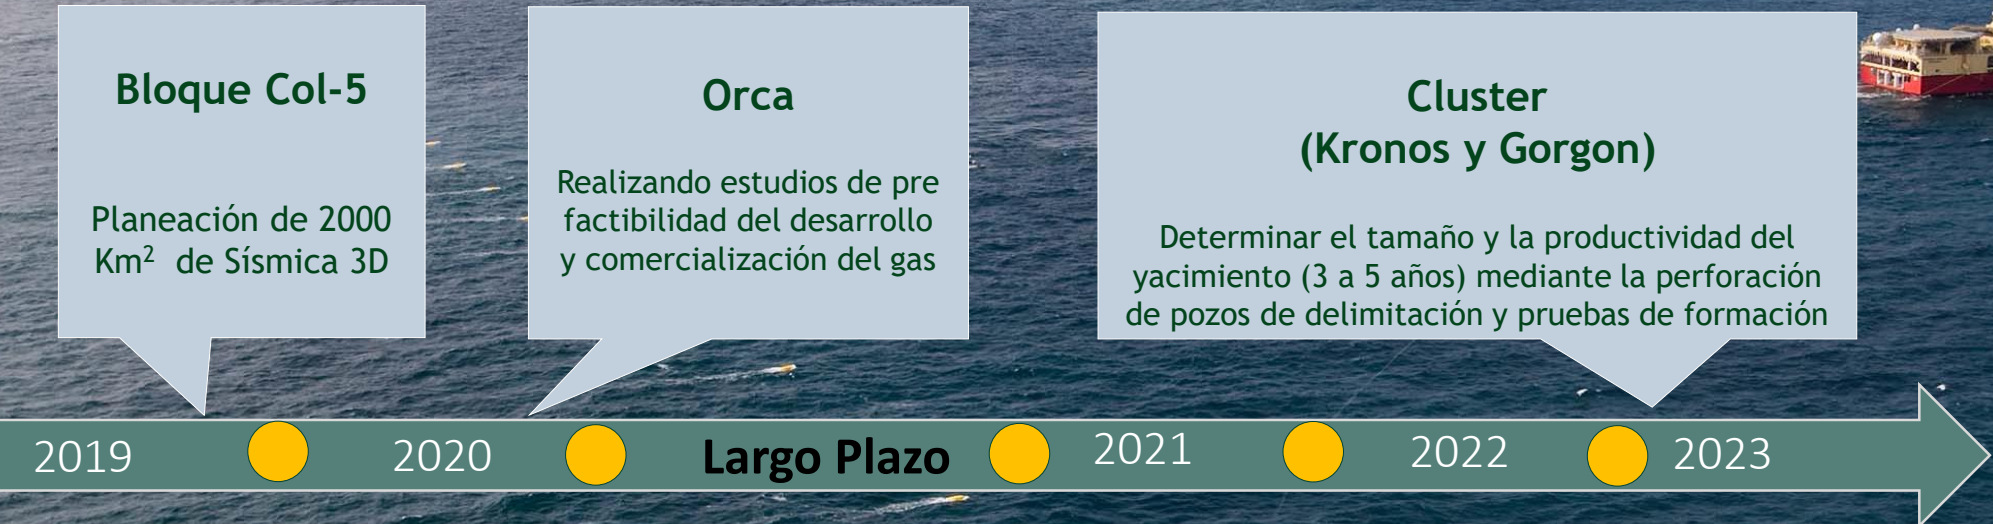 Bloque Col-5
Planeación de 2000
Km² de Sísmica 3D
Orca
Realizando estudios de pre
factibilidad del desarrollo
y comercialización del gas
Cluster
(Kronos y Gorgon)
Determinar el tamaño y la productividad del
yacimiento (3 a 5 años) mediante la perforación
de pozos de delimitación y pruebas de formación
2019 2020 Largo Plazo 2021 2022 2023